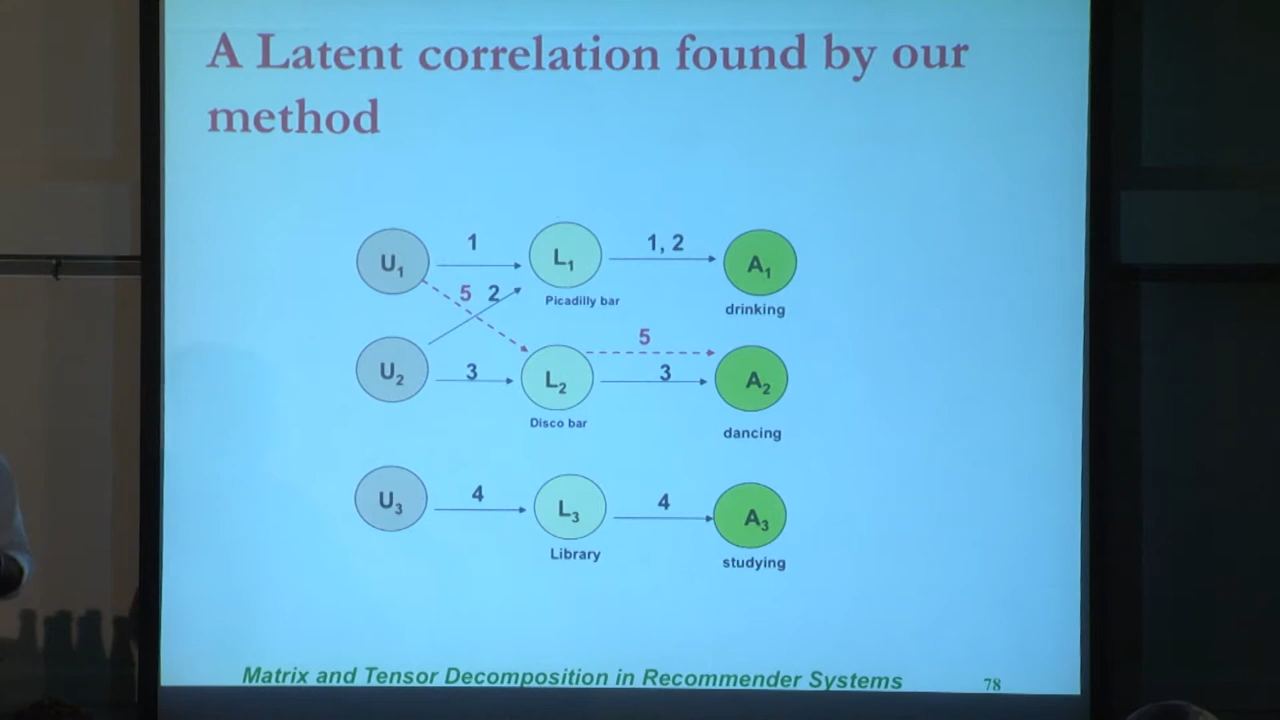 A Latent correlation found by our
method
1
1, 2
U1
L1
A1
5 2
Picadilly bar
drinking
5
U2
3
L2
3
A2
Disco bar
dancing
4
4
U3
L3
A3
Library
studying
Matrix and Tensor Decomposition in Recommender Systems
78